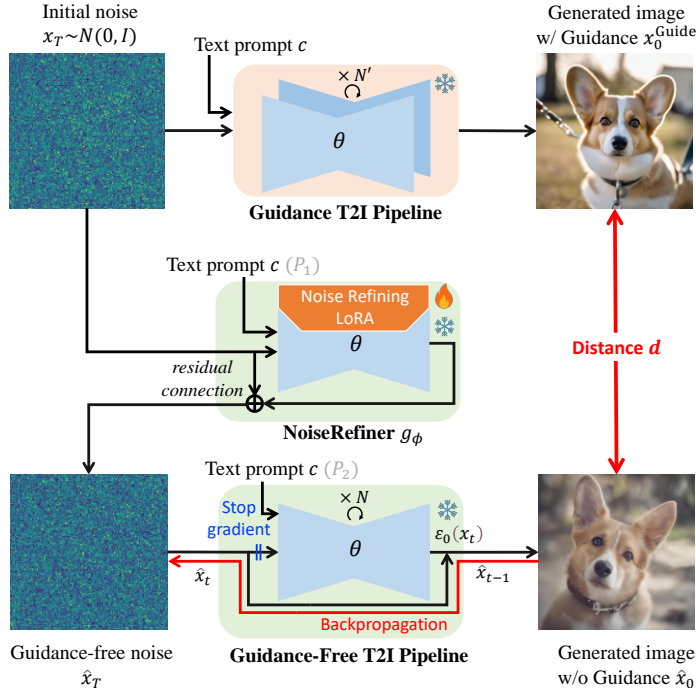 Initial noise
x_T~N(0, I)
Text prompt c
× N′
θ
Guidance T2I Pipeline
Generated image
w/ Guidance x_0^Guide
Text prompt c (P_1)
Noise Refining
LoRA
θ
residual
connection
NoiseRefiner g_ϕ
Distance d
Text prompt c (P_2)
× N
Stop
gradient
θ
ε_0(x_t)
x̂_t
x̂_{t−1}
Backpropagation
Guidance-Free T2I Pipeline
Guidance-free noise
x̂_T
Generated image
w/o Guidance x̂_0